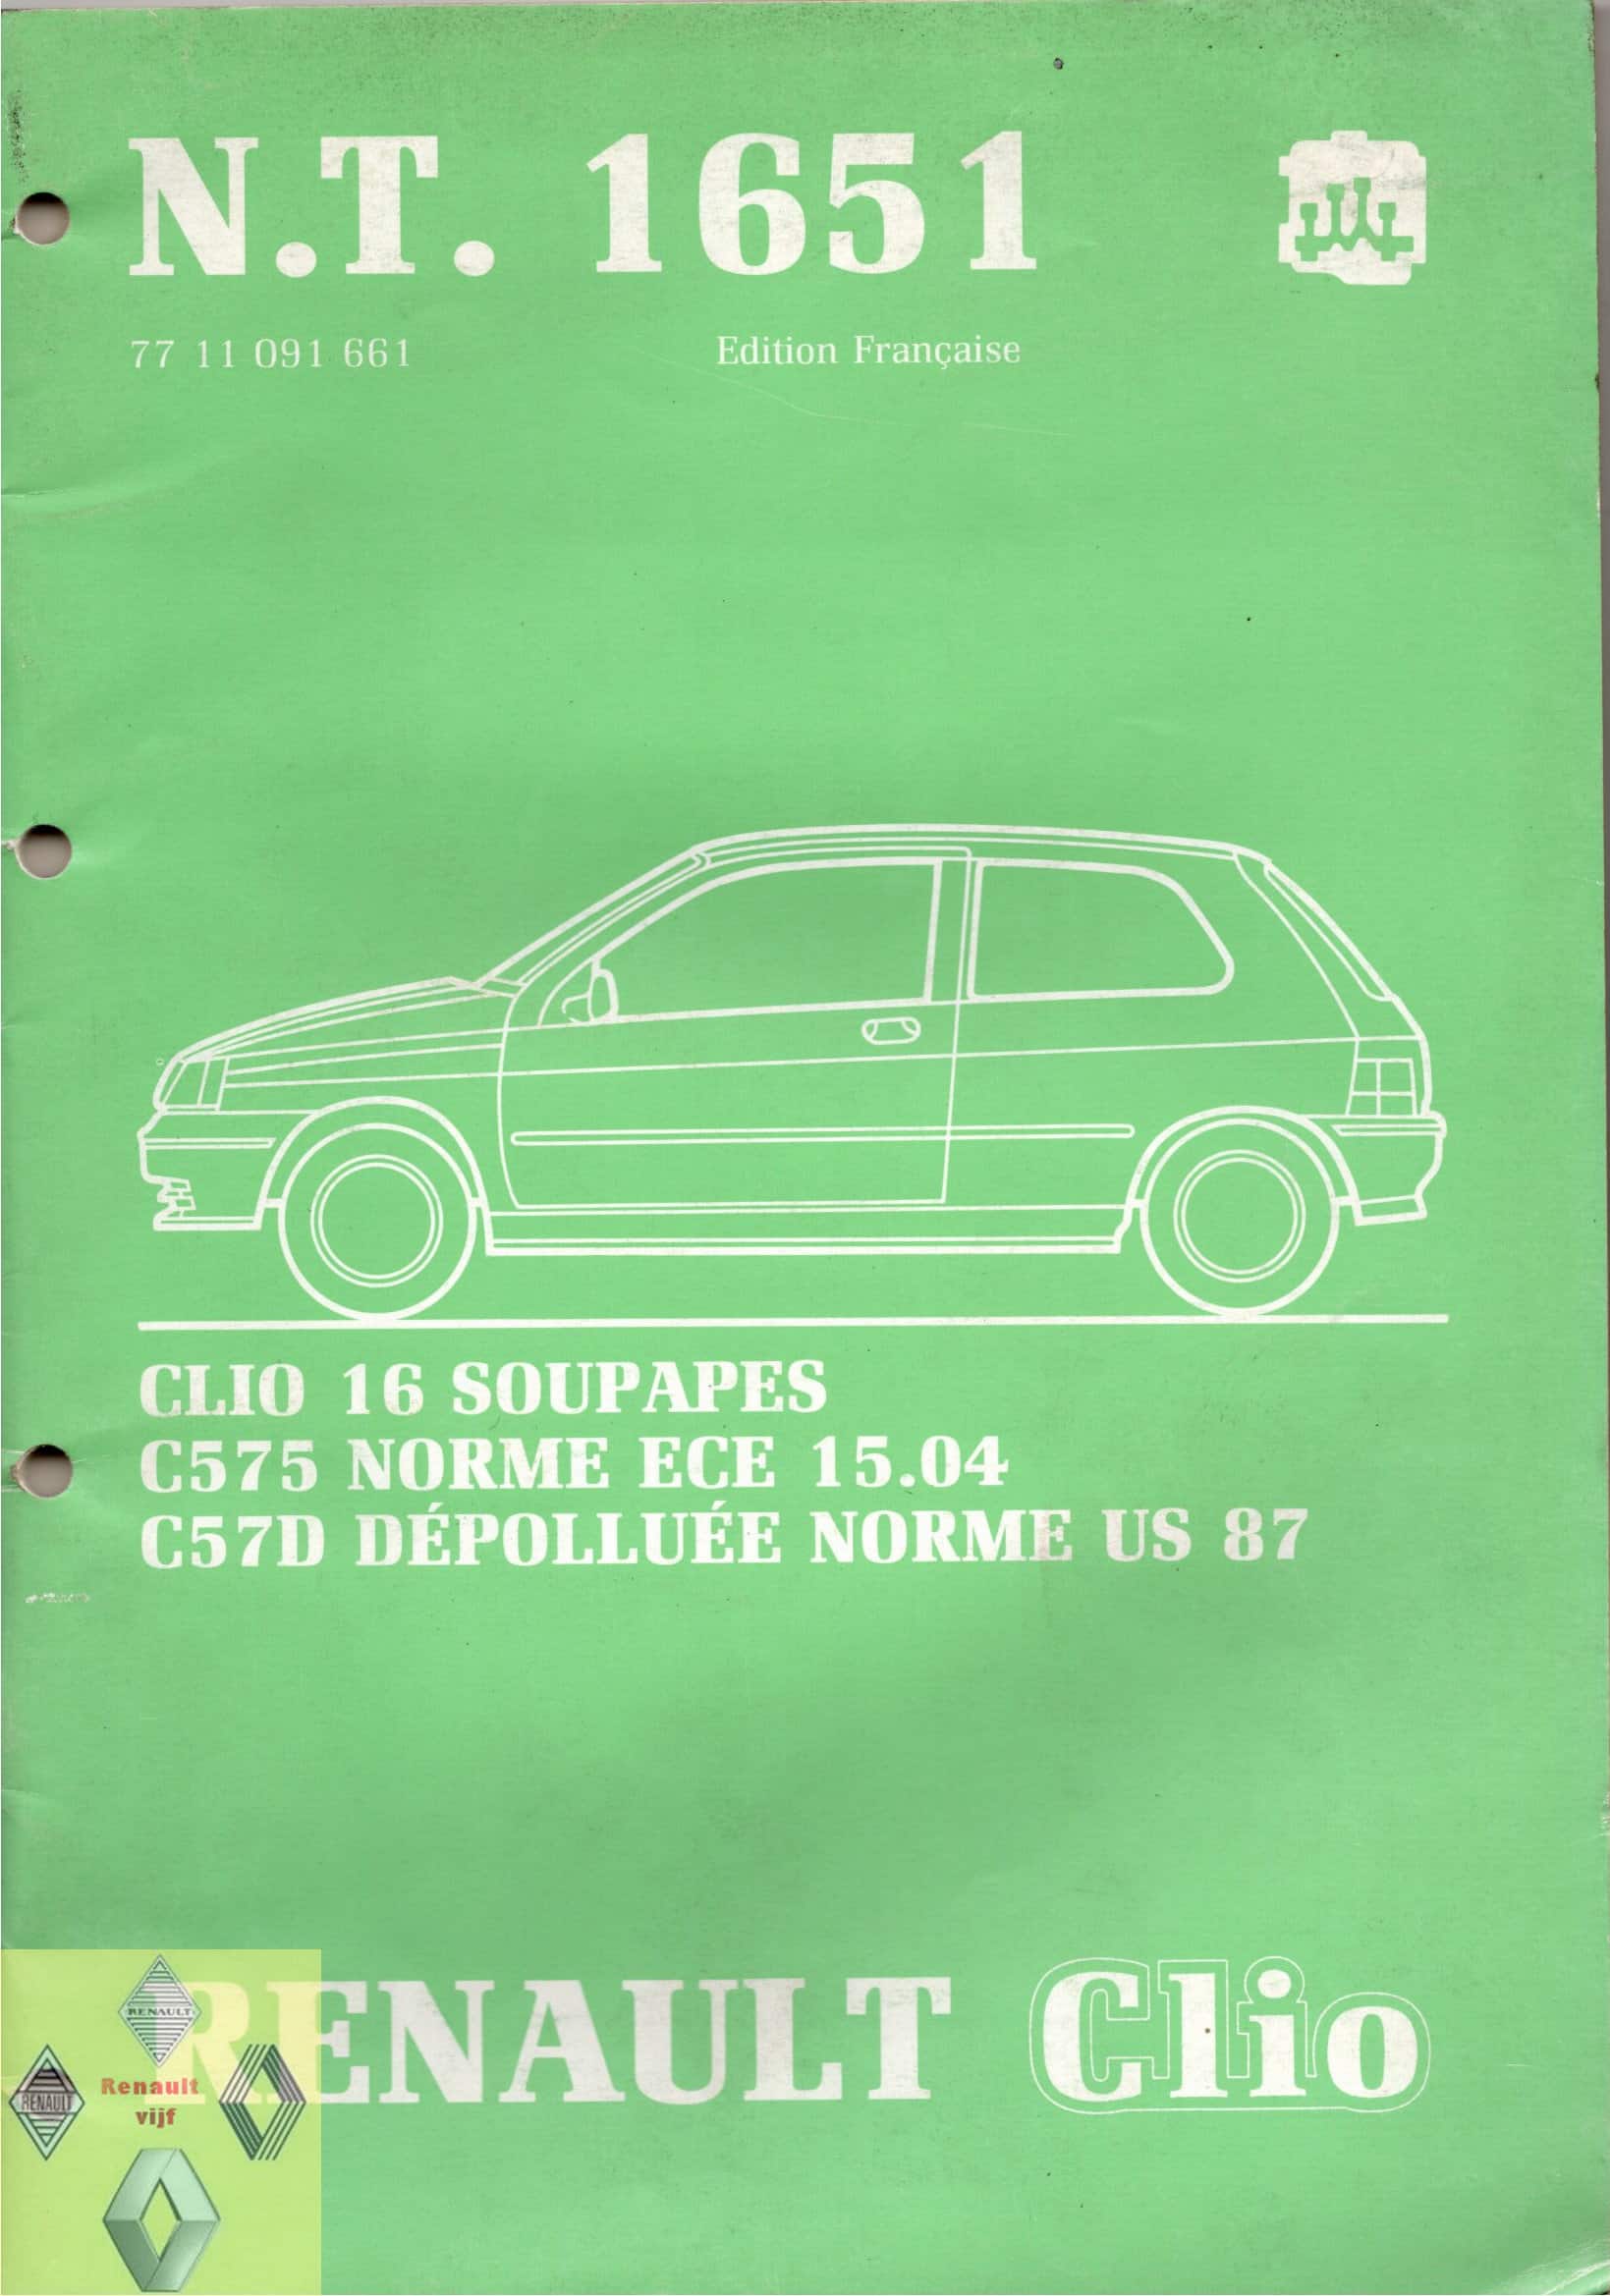 N.T. 1651
77 11 091 661
Edition Française
CLIO 16 SOUPAPES
C575 NORME ECE 15.04
C57D DÉPOLLUÉE NORME US 87
RENAULT Clio
RENAULT
RENAULT
Renault
vijf